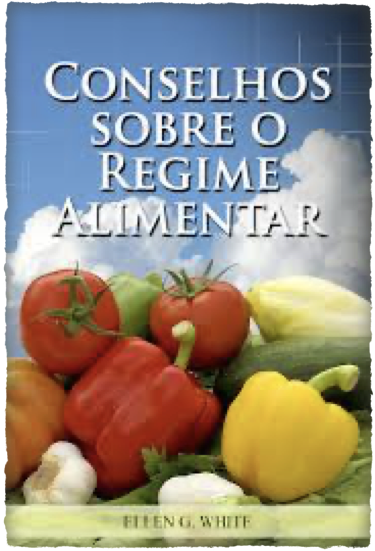 CONSELHOS
SOBRE O
REGIME
ALIMENTAR
ELLEN G. WHITE